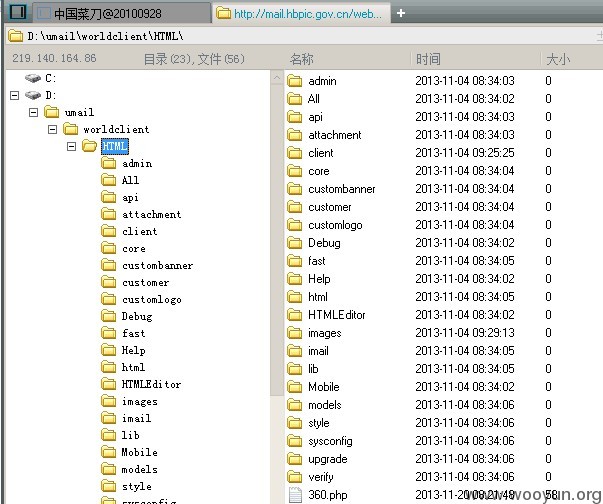 中国菜刀@20100928
http://mail.hbpic.gov.cn/web...
D:\umail\worldclient\HTML\
219.140.164.86
目录(23),文件(56)
名称 时间 大小
C:
D:
umail
worldclient
HTML
admin
All
api
attachment
client
core
custombanner
customer
customlogo
Debug
fast
Help
html
HTMLEditor
images
imail
lib
Mobile
models
style
sysconfig
admin 2013-11-04 08:34:03 0
All 2013-11-04 08:34:02 0
api 2013-11-04 08:34:03 0
attachment 2013-11-04 08:34:03 0
client 2013-11-04 09:25:25 0
core 2013-11-04 08:34:04 0
custombanner 2013-11-04 08:34:04 0
customer 2013-11-04 08:34:04 0
customlogo 2013-11-04 08:34:04 0
Debug 2013-11-04 08:34:02 0
fast 2013-11-04 08:34:05 0
Help 2013-11-04 08:34:02 0
html 2013-11-04 08:34:05 0
HTMLEditor 2013-11-04 08:34:02 0
images 2013-11-04 09:29:13 0
imail 2013-11-04 08:34:05 0
lib 2013-11-04 08:34:05 0
Mobile 2013-11-04 08:34:02 0
models 2013-11-04 08:34:06 0
style 2013-11-04 08:34:06 0
sysconfig 2013-11-04 08:34:06 0
upgrade 2013-11-04 08:34:06 0
verify 2013-11-04 08:34:06 0
360.php
www.wooyun.org